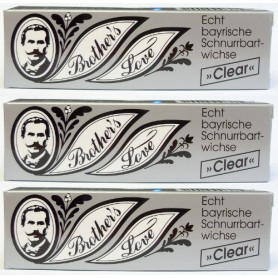 Brother's
Love
Echt
bayrische
Schnurrbart-
wichse
»Clear«
Brother's
Love
Echt
bayrische
Schnurrbart-
wichse
»Clear«
Brother's
Love
Echt
bayrische
Schnurrbart-
wichse
»Clear«